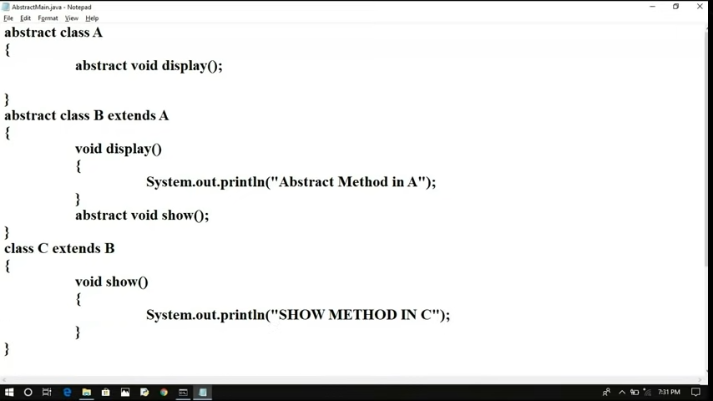 AbstractMain.java - Notepad
File Edit Format View Help
abstract class A
{
abstract void display();
}
abstract class B extends A
{
void display()
{
System.out.println("Abstract Method in A");
}
abstract void show();
}
class C extends B
{
void show()
{
System.out.println("SHOW METHOD IN C");
}
}
7:31 PM